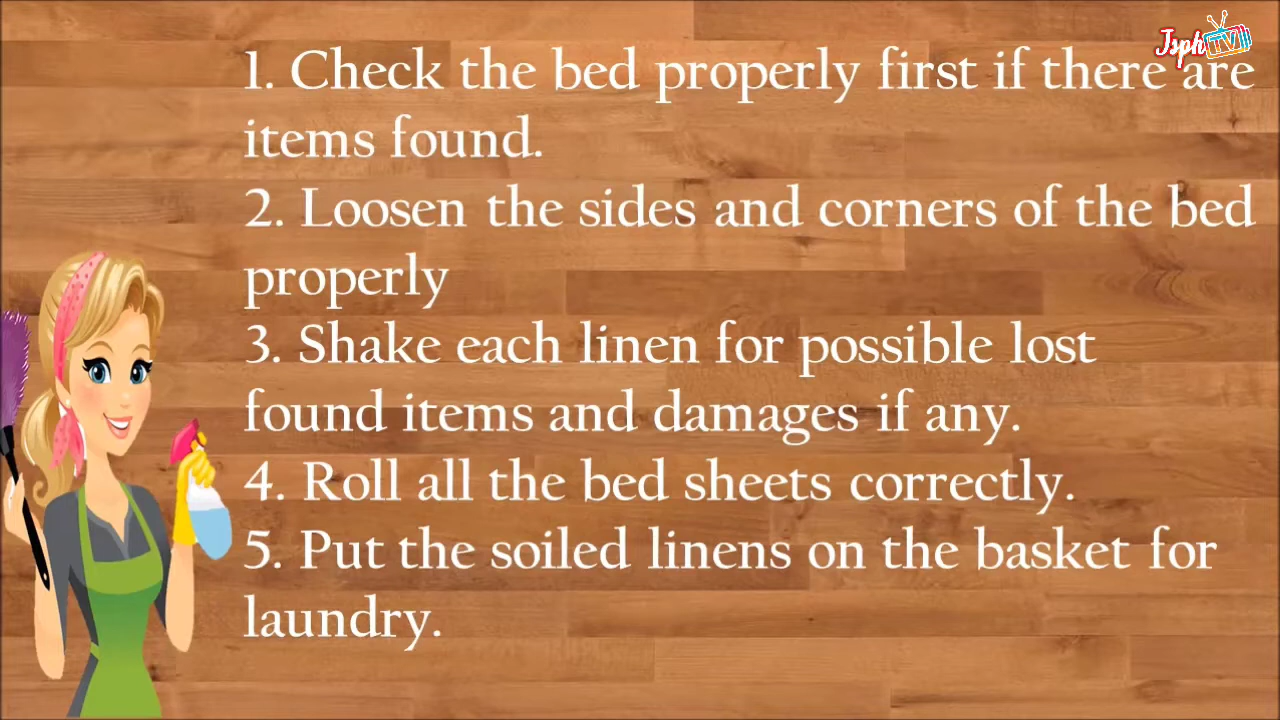 Jsph TV
1. Check the bed properly first if there are
items found.
2. Loosen the sides and corners of the bed
properly
3. Shake each linen for possible lost
found items and damages if any.
4. Roll all the bed sheets correctly.
5. Put the soiled linens on the basket for
laundry.